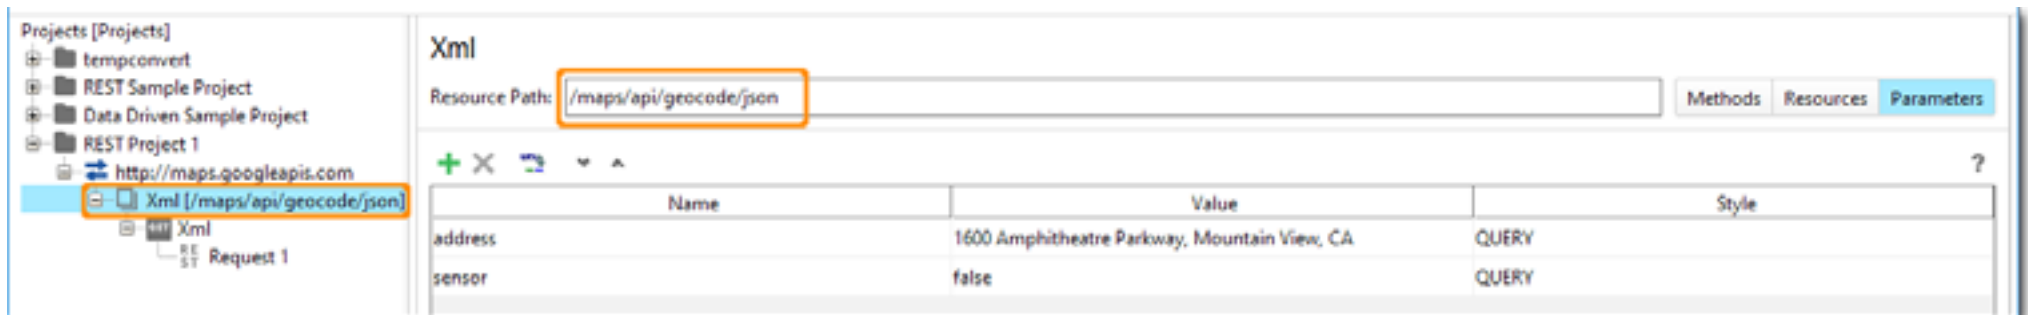 Projects [Projects]
tempconvert
REST Sample Project
Data Driven Sample Project
REST Project 1
http://maps.googleapis.com
Xml [/maps/api/geocode/json]
Xml
REST Request 1
Xml
Resource Path: /maps/api/geocode/json Methods Resources Parameters
?
Name Value Style
address 1600 Amphitheatre Parkway, Mountain View, CA QUERY
sensor false QUERY